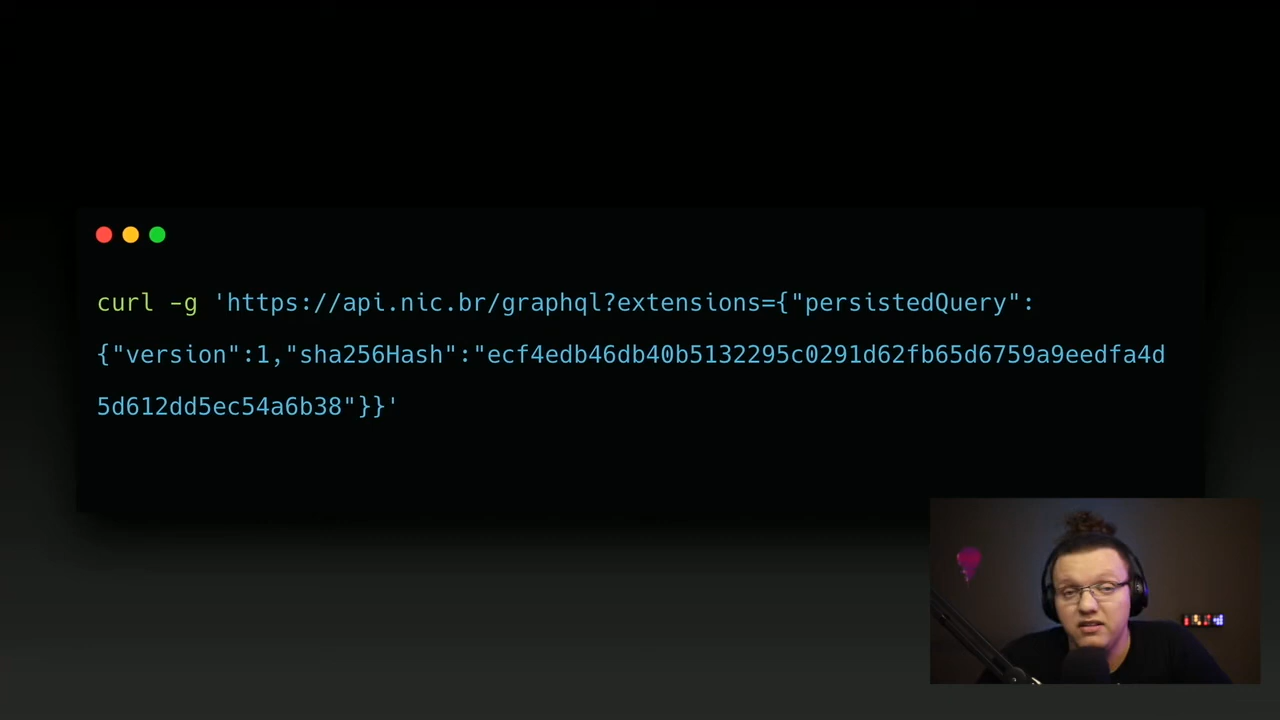 curl -g 'https://api.nic.br/graphql?extensions={"persistedQuery":
{"version":1,"sha256Hash":"ecf4edb46db40b5132295c0291d62fb65d6759a9eedfa4d
5d612dd5ec54a6b38"}}'